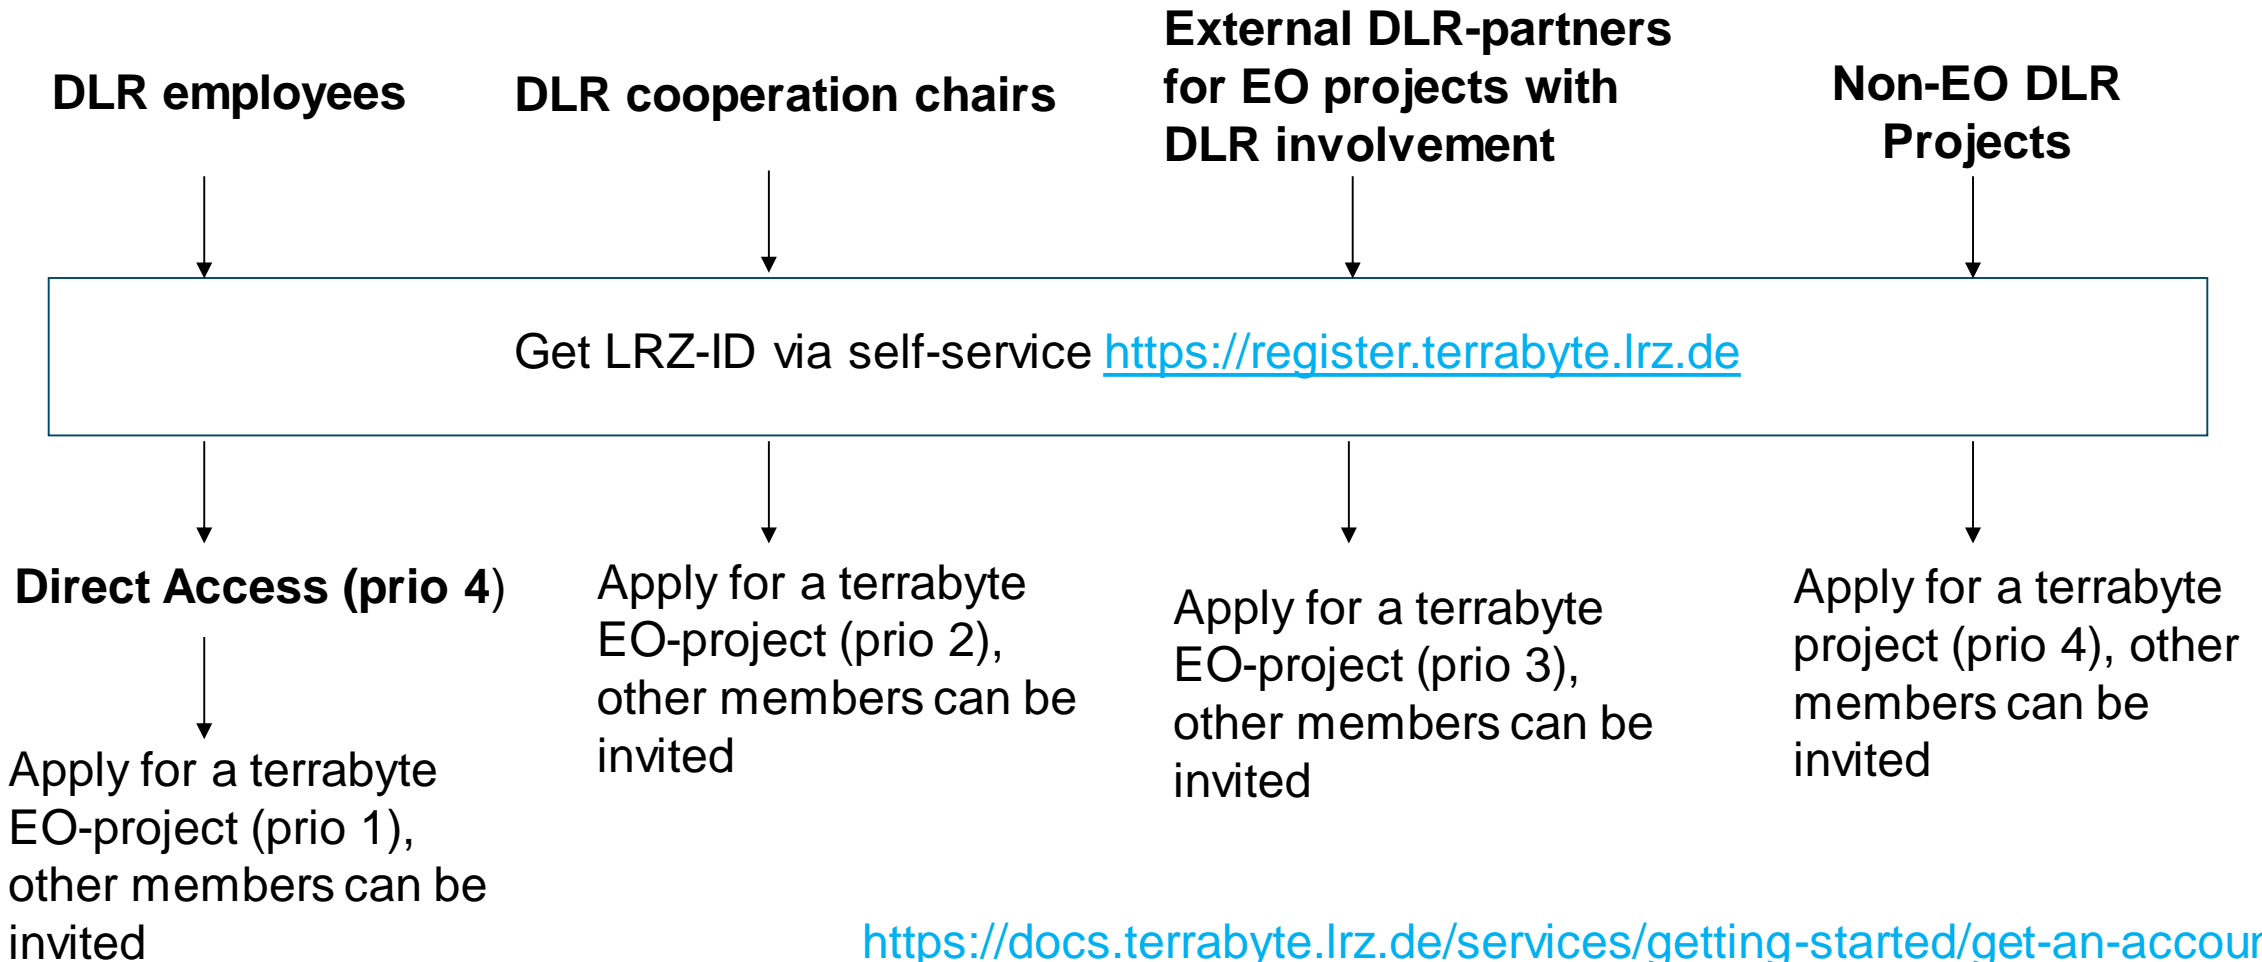 DLR employees
DLR cooperation chairs
External DLR-partners
for EO projects with
DLR involvement
Non-EO DLR
Projects
Get LRZ-ID via self-service https://register.terrabyte.lrz.de
Direct Access (prio 4)
Apply for a terrabyte
EO-project (prio 1),
other members can be
invited
Apply for a terrabyte
EO-project (prio 2),
other members can be
invited
Apply for a terrabyte
EO-project (prio 3),
other members can be
invited
Apply for a terrabyte
project (prio 4), other
members can be
invited
https://docs.terrabyte.lrz.de/services/getting-started/get-an-accour